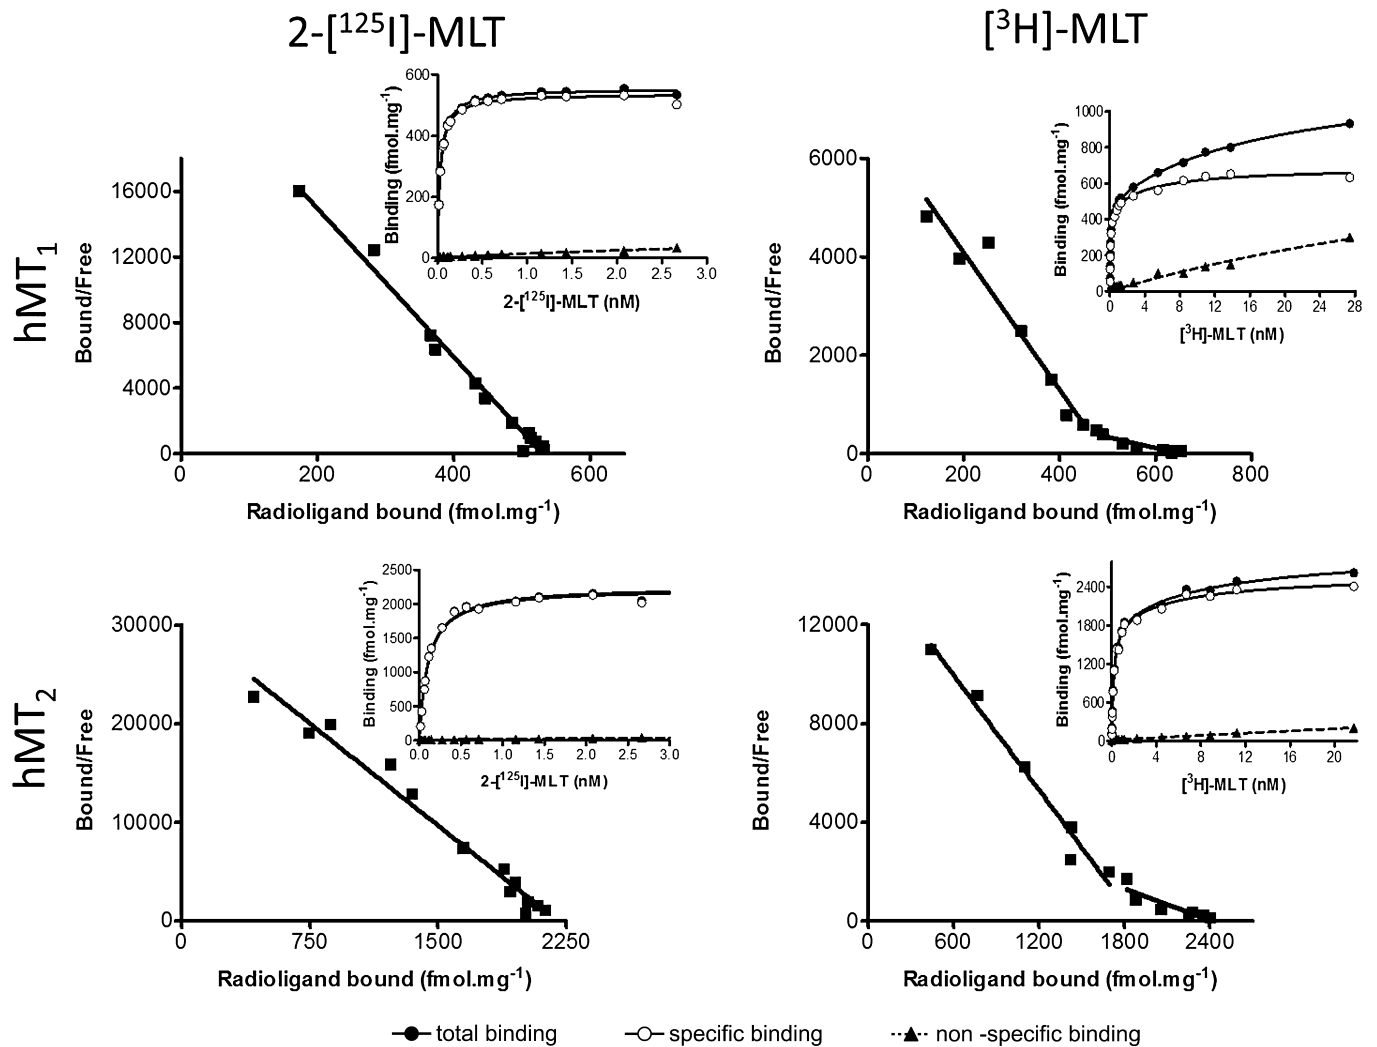 2-[¹²⁵I]-MLT
[³H]-MLT
hMT₁
Bound/Free
16000
12000
8000
4000
0
0 200 400 600
Radioligand bound (fmol.mg⁻¹)
Binding (fmol.mg⁻¹)
600
400
200
0
0.0 0.5 1.0 1.5 2.0 2.5 3.0
2-[¹²⁵I]-MLT (nM)
Bound/Free
6000
4000
2000
0
0 200 400 600 800
Radioligand bound (fmol.mg⁻¹)
Binding (fmol.mg⁻¹)
1000
800
600
400
200
0
0 4 8 12 16 20 24 28
[³H]-MLT (nM)
hMT₂
Bound/Free
30000
20000
10000
0
0 750 1500 2250
Radioligand bound (fmol.mg⁻¹)
Binding (fmol.mg⁻¹)
2500
2000
1500
1000
500
0
0.0 0.5 1.0 1.5 2.0 2.5 3.0
2-[¹²⁵I]-MLT (nM)
Bound/Free
12000
8000
4000
0
0 600 1200 1800 2400
Radioligand bound (fmol.mg⁻¹)
Binding (fmol.mg⁻¹)
2400
1800
1200
600
0
0 4 8 12 16 20
[³H]-MLT (nM)
total binding specific binding non -specific binding